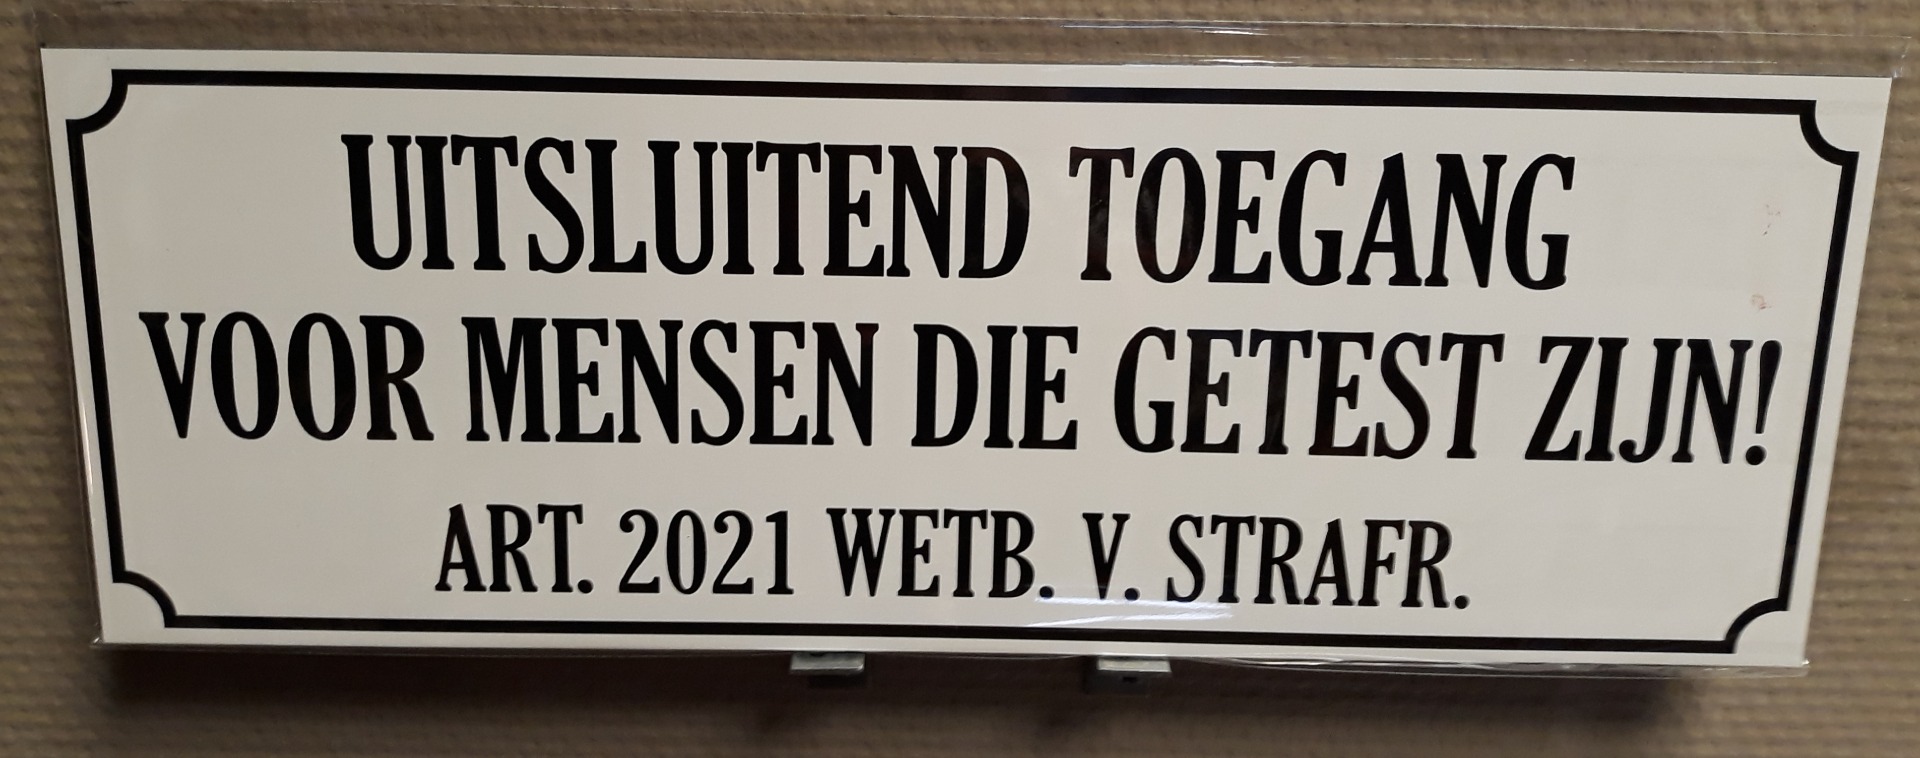 UITSLUITEND TOEGANG
VOOR MENSEN DIE GETEST ZIJN!
ART. 2021 WETB. V. STRAFR.